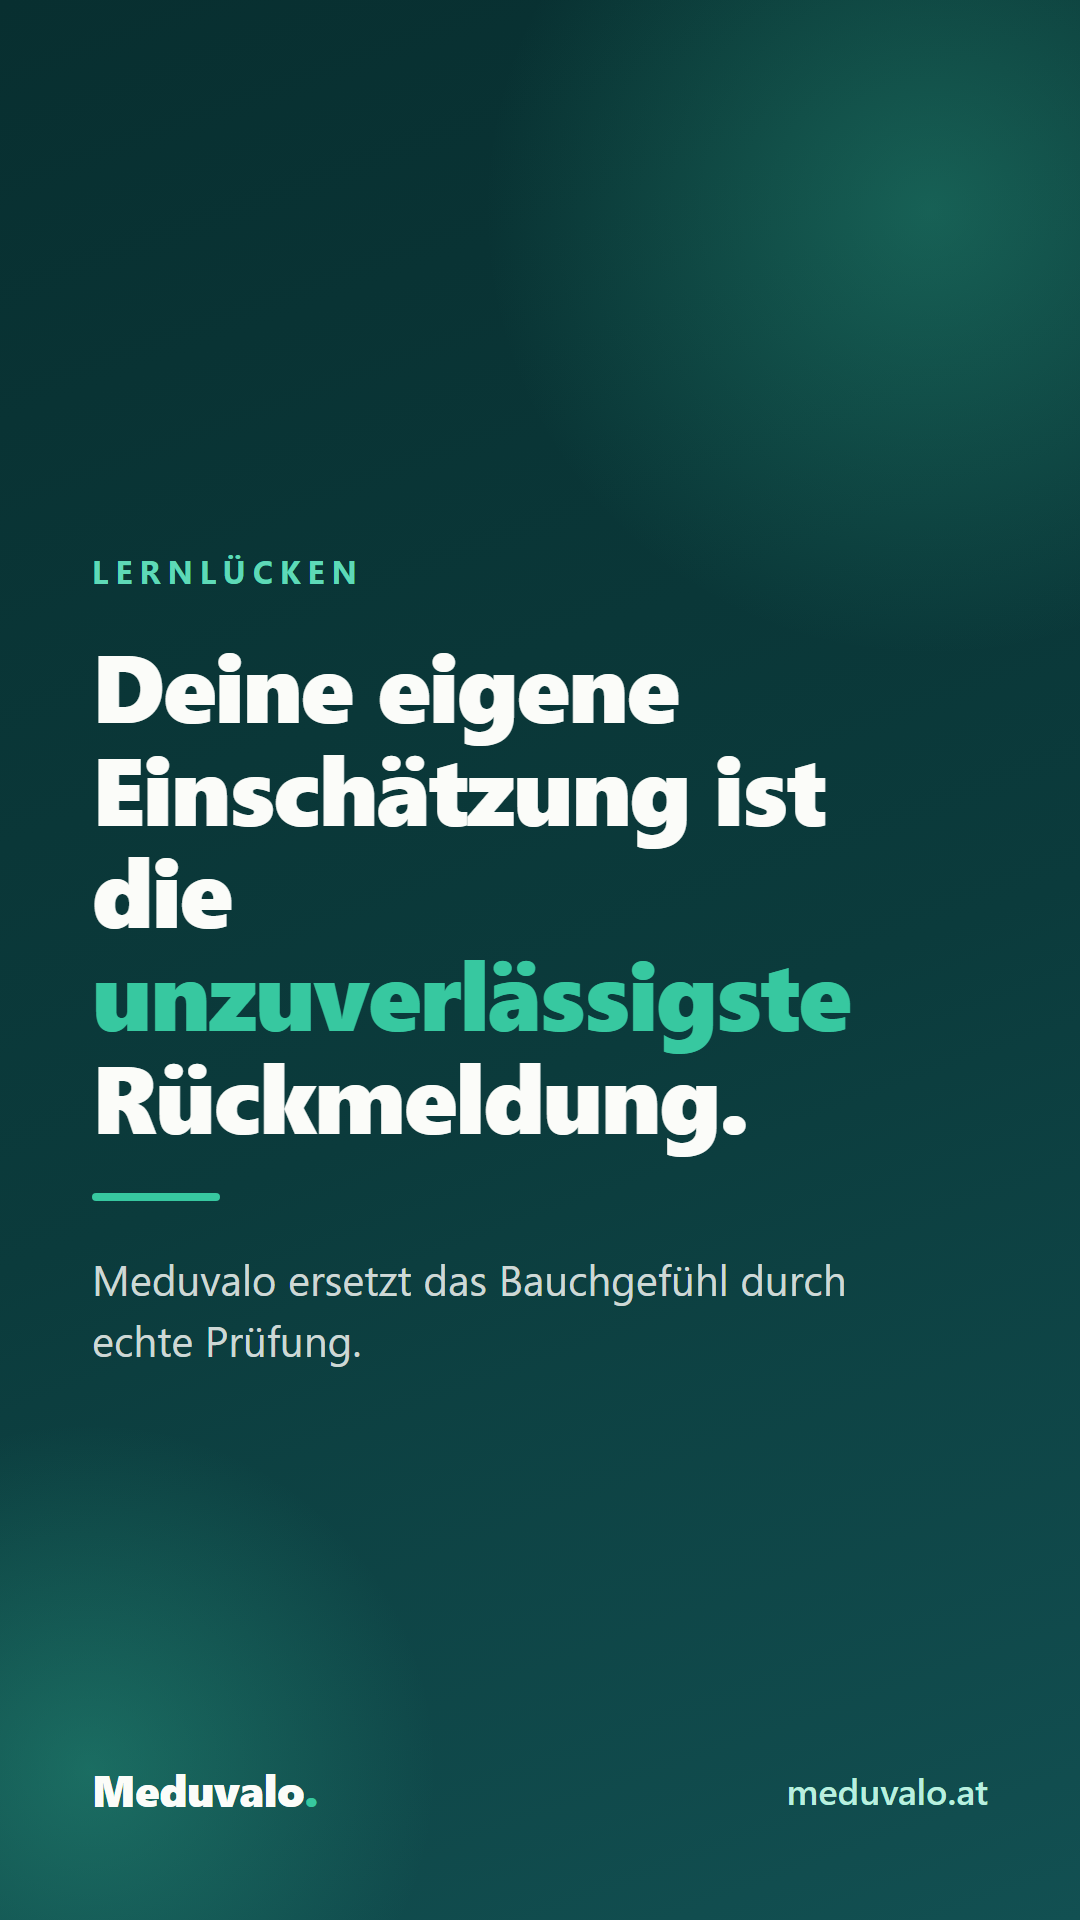 LERNLÜCKEN
Deine eigene
Einschätzung ist
die
unzuverlässigste
Rückmeldung.
Meduvalo ersetzt das Bauchgefühl durch
echte Prüfung.
Meduvalo.
meduvalo.at